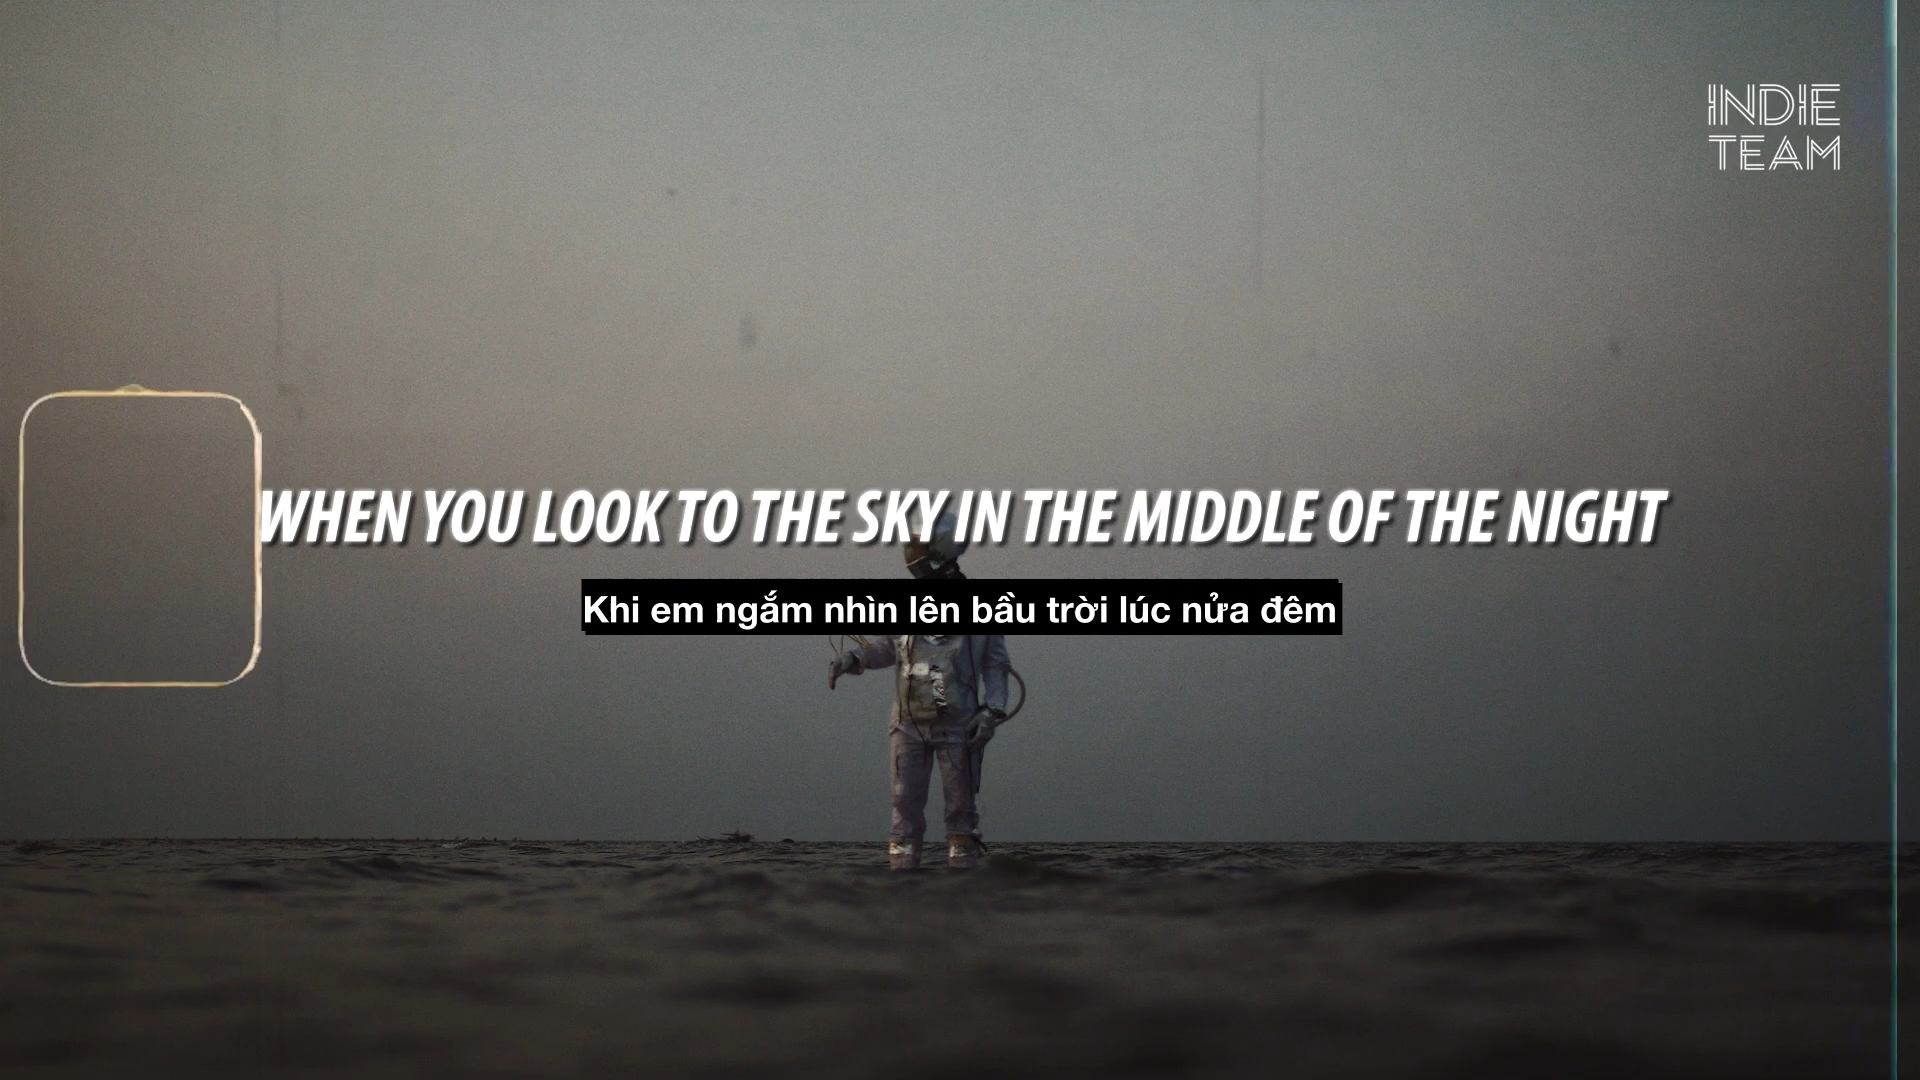 INDIE
TEAM
WHEN YOU LOOK TO THE SKY IN THE MIDDLE OF THE NIGHT
Khi em ngắm nhìn lên bầu trời lúc nửa đêm